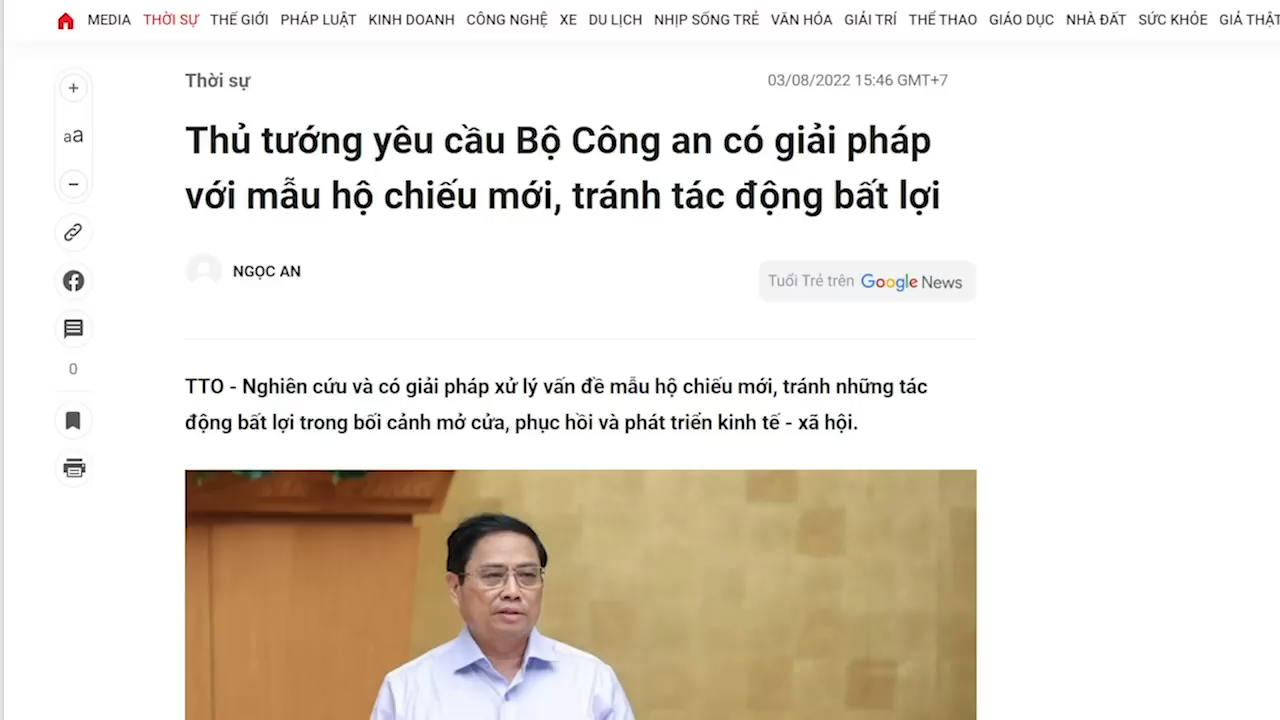 MEDIA THỜI SỰ THẾ GIỚI PHÁP LUẬT KINH DOANH CÔNG NGHỆ XE DU LỊCH NHỊP SỐNG TRẺ VĂN HÓA GIẢI TRÍ THỂ THAO GIÁO DỤC NHÀ ĐẤT SỨC KHỎE GIẢ THẬT
Thời sự 03/08/2022 15:46 GMT+7
+
aa
−
Thủ tướng yêu cầu Bộ Công an có giải pháp
với mẫu hộ chiếu mới, tránh tác động bất lợi
NGỌC AN
Tuổi Trẻ trên Google News
0
TTO - Nghiên cứu và có giải pháp xử lý vấn đề mẫu hộ chiếu mới, tránh những tác
động bất lợi trong bối cảnh mở cửa, phục hồi và phát triển kinh tế - xã hội.